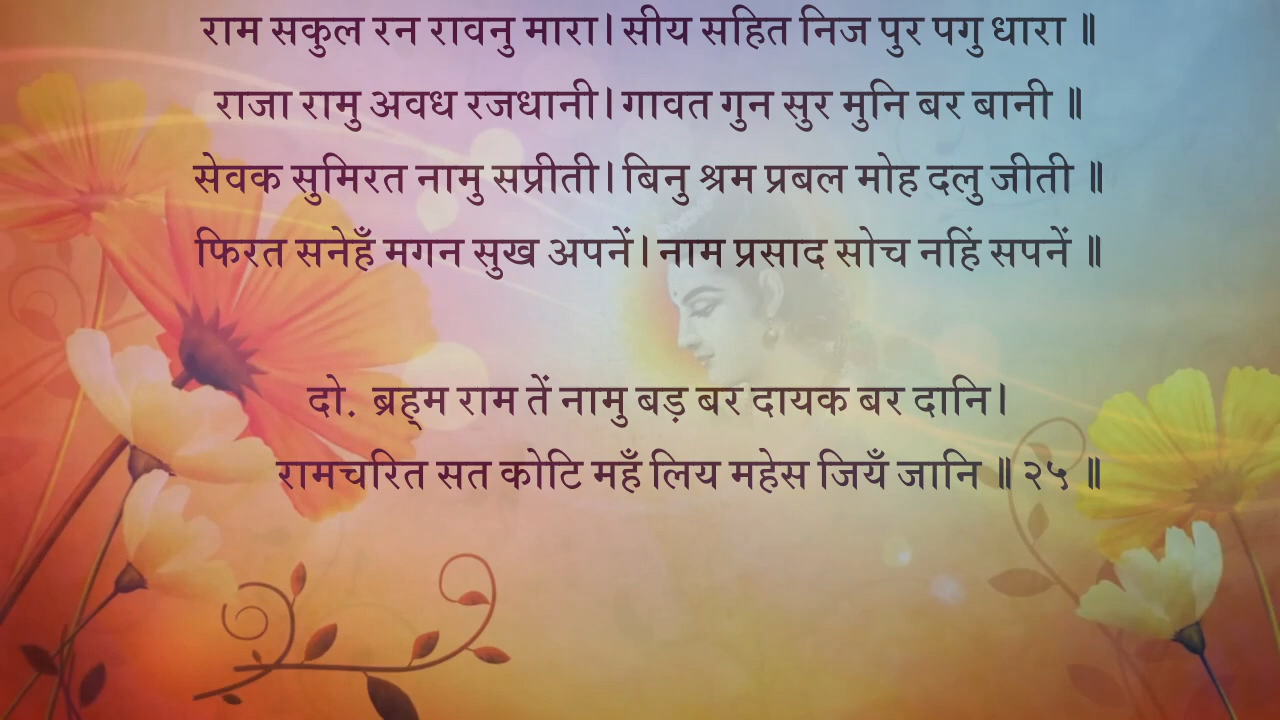 राम सकुल रन रावनु मारा। सीय सहित निज पुर पगु धारा ॥
राजा रामु अवध रजधानी। गावत गुन सुर मुनि बर बानी ॥
सेवक सुमिरत नामु सप्रीती। बिनु श्रम प्रबल मोह दलु जीती ॥
फिरत सनेहँ मगन सुख अपनें। नाम प्रसाद सोच नहिं सपनें ॥
दो. ब्रह्म राम तें नामु बड़ बर दायक बर दानि।
रामचरित सत कोटि महँ लिय महेस जियँ जानि ॥ २५ ॥